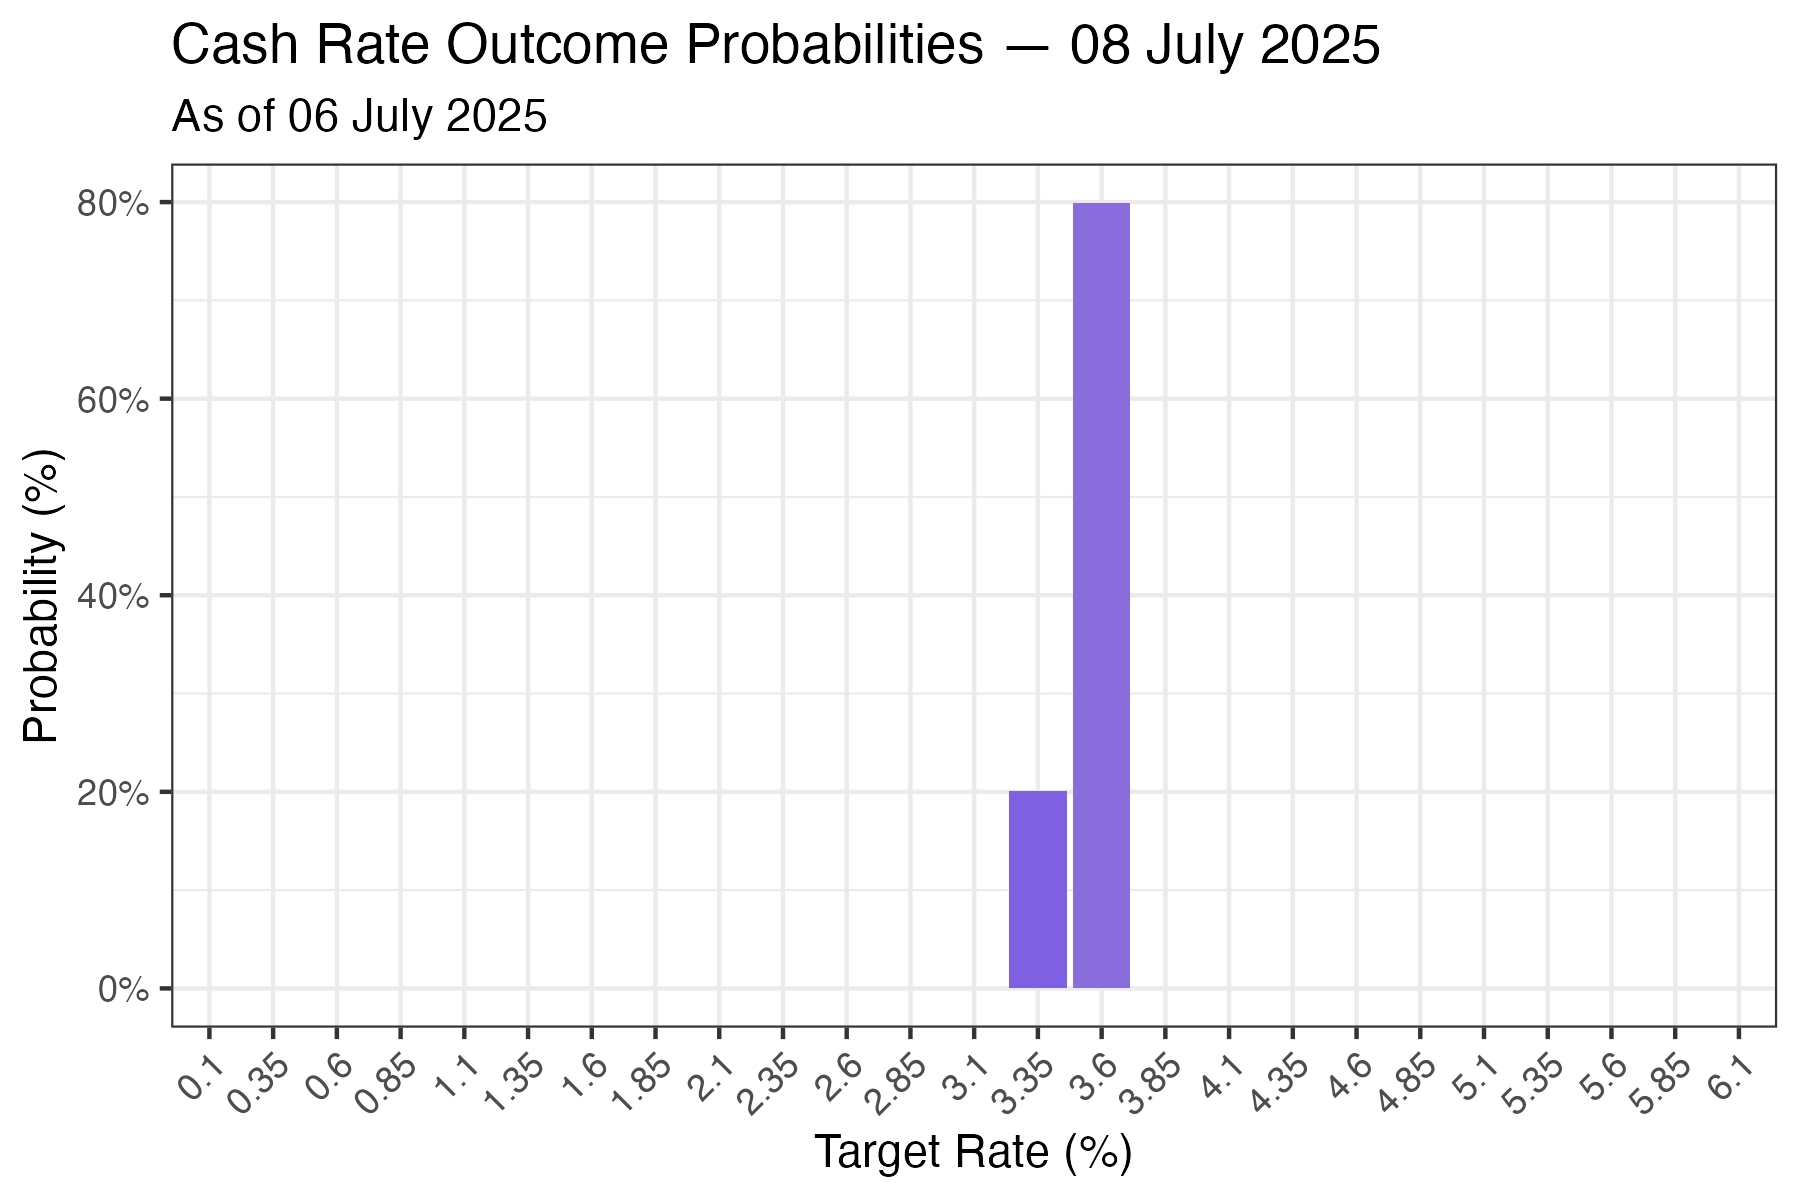 Cash Rate Outcome Probabilities — 08 July 2025
As of 06 July 2025
Probability (%)
80%
60%
40%
20%
0%
0.1 0.35 0.6 0.85 1.1 1.35 1.6 1.85 2.1 2.35 2.6 2.85 3.1 3.35 3.6 3.85 4.1 4.35 4.6 4.85 5.1 5.35 5.6 5.85 6.1
Target Rate (%)